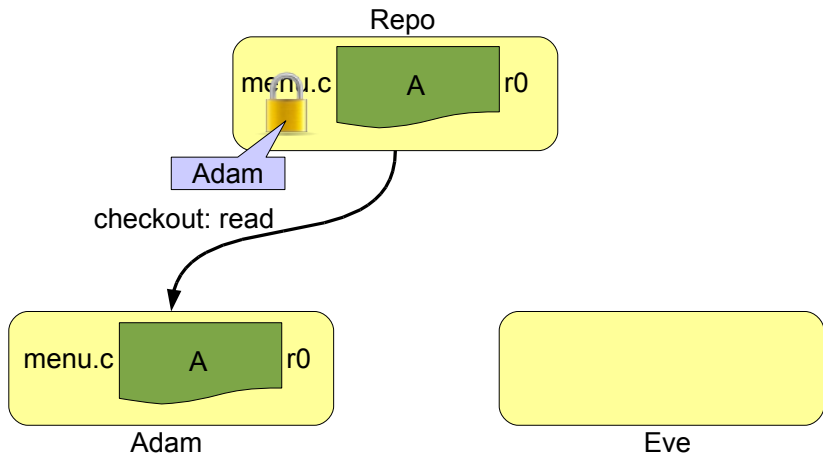 Repo
menu.c A r0
Adam
checkout: read
menu.c A r0
Adam Eve